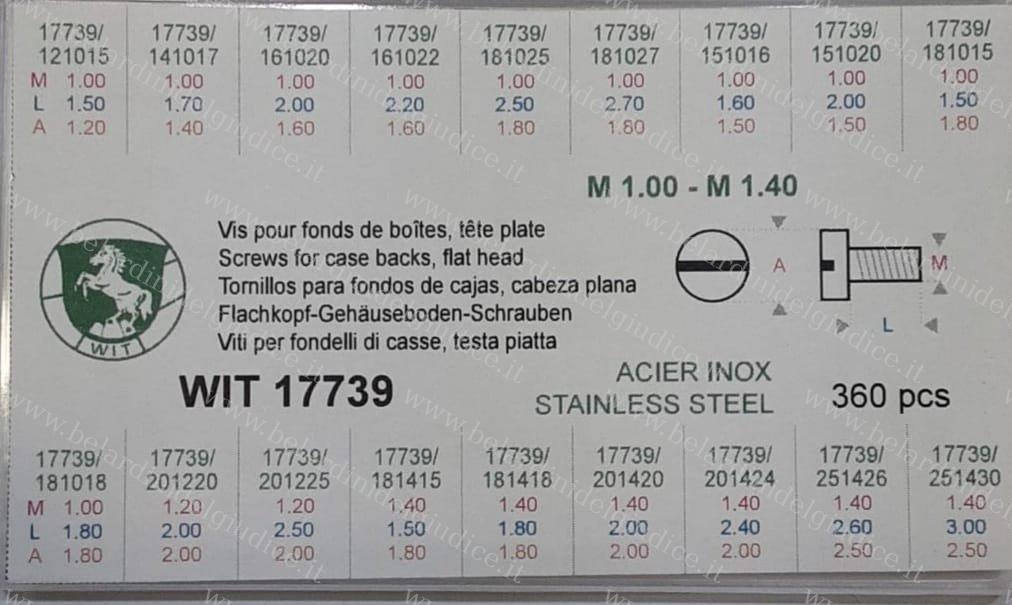 17739/ 17739/ 17739/ 17739/ 17739/ 17739/ 17739/ 17739/ 17739/
121015 141017 161020 161022 181025 181027 151016 151020 181015
M 1.00 1.00 1.00 1.00 1.00 1.00 1.00 1.00 1.00
L 1.50 1.70 2.00 2.20 2.50 2.70 1.60 2.00 1.50
A 1.20 1.40 1.60 1.60 1.80 1.80 1.50 1.50 1.80
M 1.00 - M 1.40
Vis pour fonds de boîtes, tête plate
Screws for case backs, flat head
Tornillos para fondos de cajas, cabeza plana
Flachkopf-Gehäuseboden-Schrauben
Viti per fondelli di casse, testa piatta
A
M
L
WIT
WIT 17739
ACIER INOX
STAINLESS STEEL
360 pcs
17739/ 17739/ 17739/ 17739/ 17739/ 17739/ 17739/ 17739/ 17739/
181018 201220 201225 181415 181418 201420 201424 251426 251430
M 1.00 1.20 1.20 1.40 1.40 1.40 1.40 1.40 1.40
L 1.80 2.00 2.50 1.50 1.80 2.00 2.40 2.60 3.00
A 1.80 2.00 2.00 1.80 1.80 2.00 2.00 2.50 2.50
www.belardinidelgiudice.it